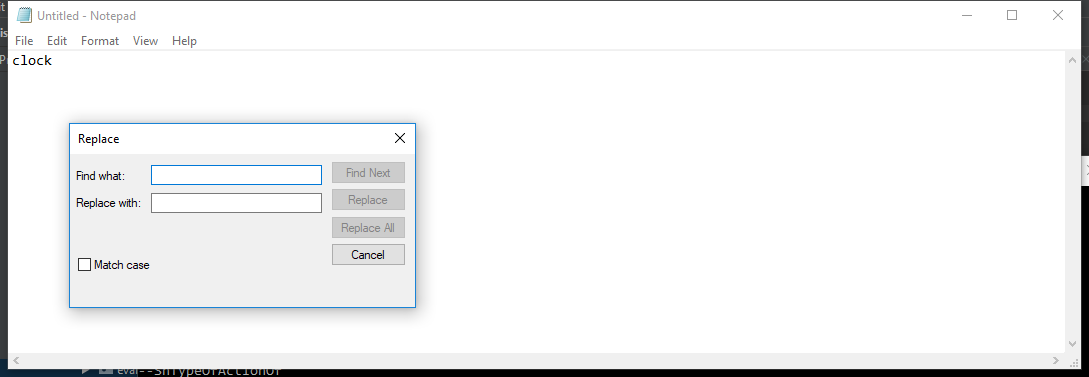 Untitled - Notepad
File Edit Format View Help
clock
Replace
Find what:
Find Next
Replace with:
Replace
Replace All
Cancel
Match case